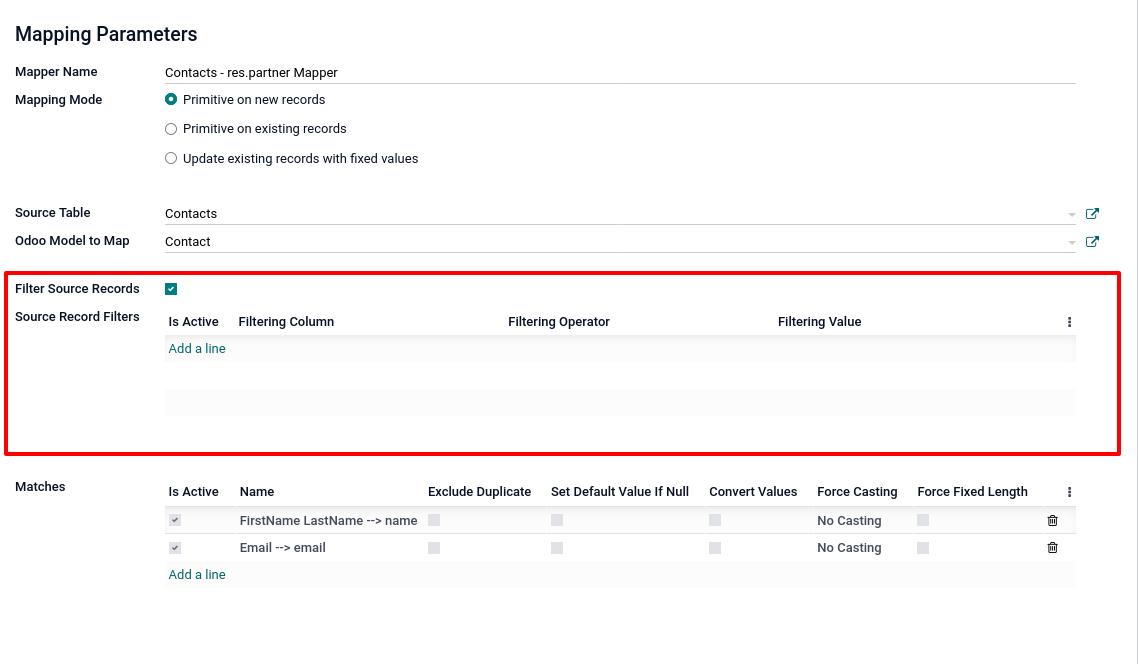 Mapping Parameters
Mapper Name Contacts - res.partner Mapper
Mapping Mode Primitive on new records
Primitive on existing records
Update existing records with fixed values
Source Table Contacts
Odoo Model to Map Contact
Filter Source Records
Source Record Filters Is Active Filtering Column Filtering Operator Filtering Value
Add a line
Matches Is Active Name Exclude Duplicate Set Default Value If Null Convert Values Force Casting Force Fixed Length
FirstName LastName --> name No Casting
Email --> email No Casting
Add a line